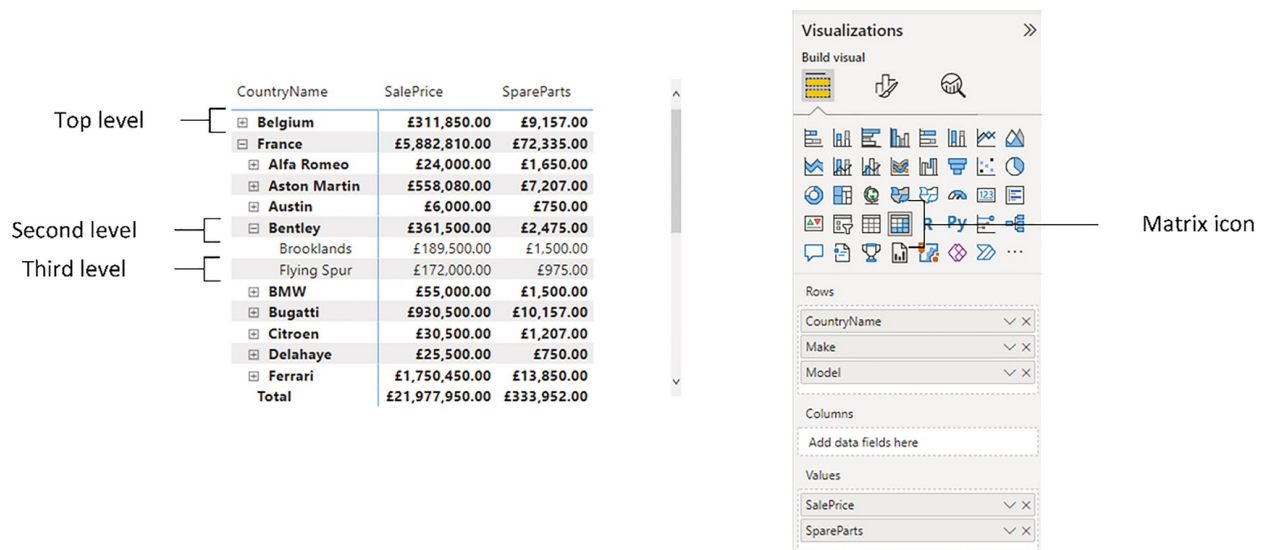 Visualizations
Build visual
CountryName SalePrice SpareParts
Top level
Belgium £311,850.00 £9,157.00
France £5,882,810.00 £72,335.00
Alfa Romeo £24,000.00 £1,650.00
Aston Martin £558,080.00 £7,207.00
Austin £6,000.00 £750.00
Second level
Bentley £361,500.00 £2,475.00
Brooklands £189,500.00 £1,500.00
Third level
Flying Spur £172,000.00 £975.00
BMW £55,000.00 £1,500.00
Bugatti £930,500.00 £10,157.00
Citroen £30,500.00 £1,207.00
Delahaye £25,500.00 £750.00
Ferrari £1,750,450.00 £13,850.00
Total £21,977,950.00 £333,952.00
123
R Py
Matrix icon
Rows
CountryName
Make
Model
Columns
Add data fields here
Values
SalePrice
SpareParts